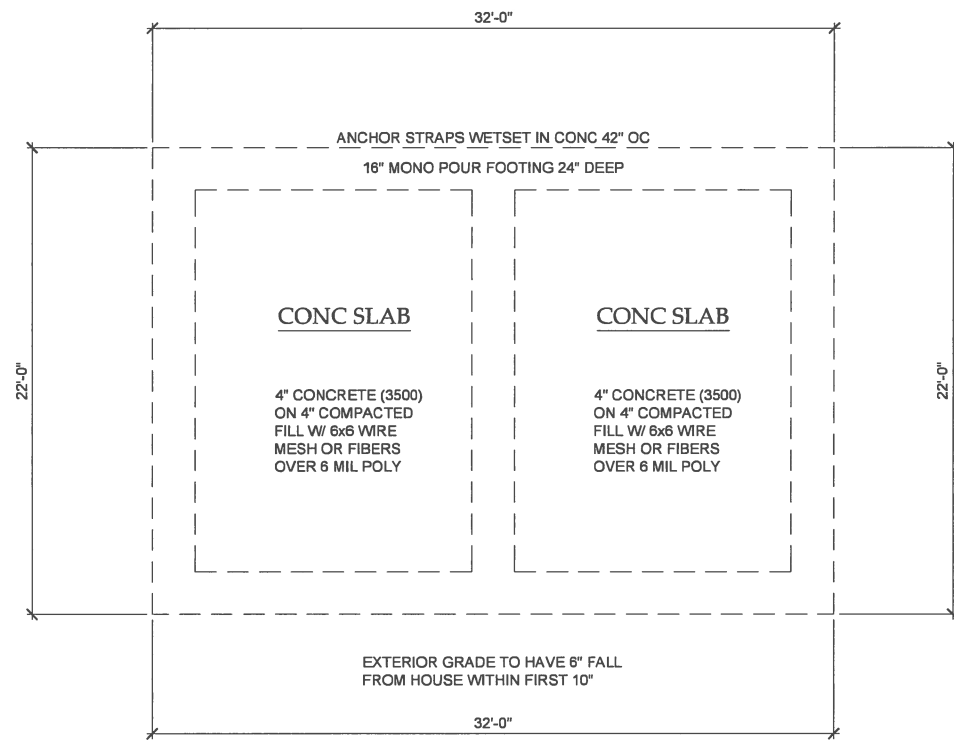 32'-0"
ANCHOR STRAPS WETSET IN CONC 42" OC
16" MONO POUR FOOTING 24" DEEP
CONC SLAB
4" CONCRETE (3500)
ON 4" COMPACTED
FILL W/ 6x6 WIRE
MESH OR FIBERS
OVER 6 MIL POLY
CONC SLAB
4" CONCRETE (3500)
ON 4" COMPACTED
FILL W/ 6x6 WIRE
MESH OR FIBERS
OVER 6 MIL POLY
22'-0"
22'-0"
EXTERIOR GRADE TO HAVE 6" FALL
FROM HOUSE WITHIN FIRST 10"
32'-0"